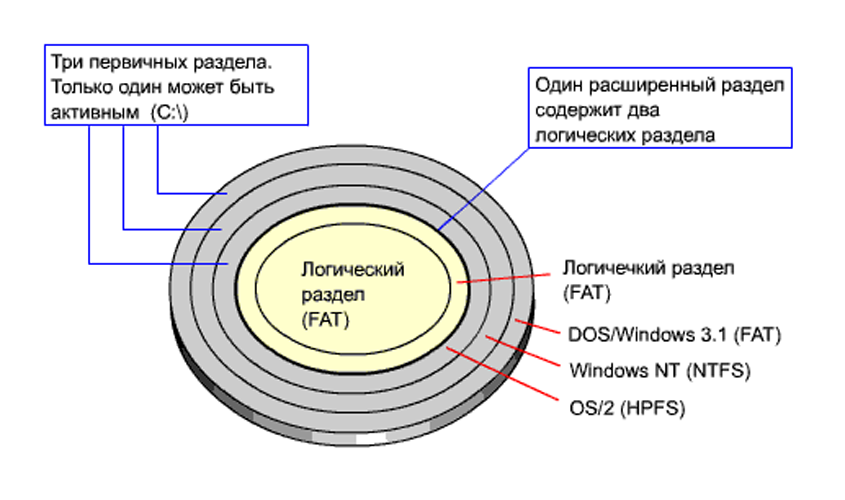 Три первичных раздела.
Только один может быть
активным (C:\)
Один расширенный раздел
содержит два
логических раздела
Логический
раздел
(FAT)
Логичечкий раздел
(FAT)
DOS/Windows 3.1 (FAT)
Windows NT (NTFS)
OS/2 (HPFS)